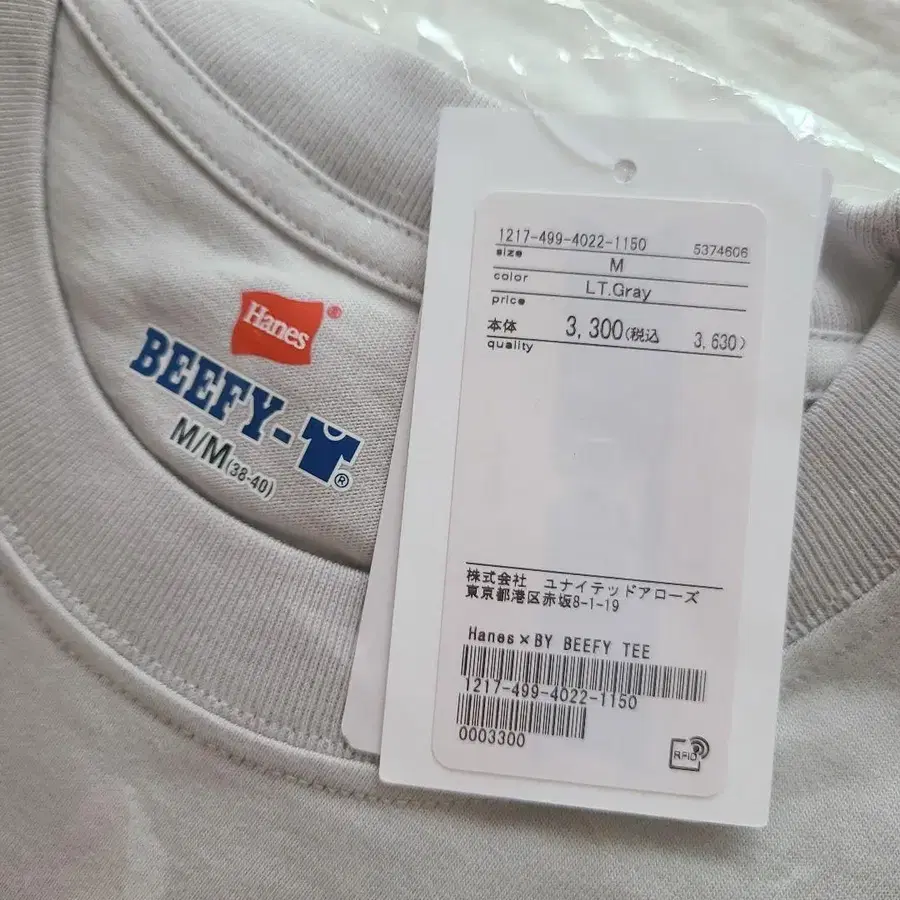 Hanes®
BEEFY-T®
M/M(38-40)
1217-499-4022-1150 5374606
size M
color LT.Gray
price
本体 3,300(税込 3,630)
quality
株式会社 ユナイテッドアローズ
東京都港区赤坂8-1-19
Hanes×BY BEEFY TEE
1217-499-4022-1150
0003300
RFID